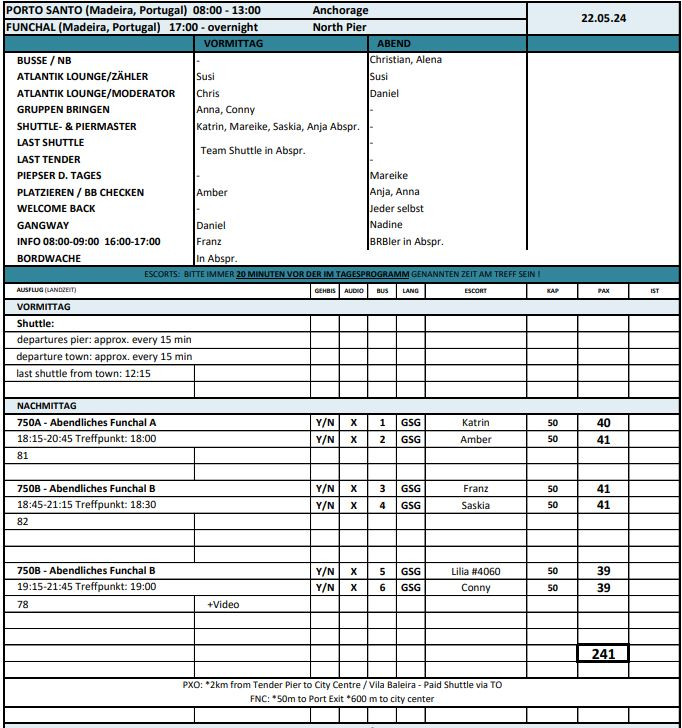 PORTO SANTO (Madeira, Portugal) 08:00 - 13:00 Anchorage
22.05.24
FUNCHAL (Madeira, Portugal) 17:00 - overnight North Pier
VORMITTAG ABEND
BUSSE / NB - Christian, Alena
ATLANTIK LOUNGE/ZÄHLER Susi Susi
ATLANTIK LOUNGE/MODERATOR Chris Daniel
GRUPPEN BRINGEN Anna, Conny -
SHUTTLE- & PIERMASTER Katrin, Mareike, Saskia, Anja Abspr. -
LAST SHUTTLE -
Team Shuttle in Abspr.
LAST TENDER -
PIEPSER D. TAGES - Mareike
PLATZIEREN / BB CHECKEN Amber Anja, Anna
WELCOME BACK - Jeder selbst
GANGWAY Daniel Nadine
INFO 08:00-09:00 16:00-17:00 Franz BRBler in Abspr.
BORDWACHE In Abspr.
ESCORTS: BITTE IMMER 20 MINUTEN VOR DER IM TAGESPROGRAMM GENANNTEN ZEIT AM TREFF SEIN !
AUSFLUG (LANDZEIT) GEHBIS AUDIO BUS LANG ESCORT KAP PAX IST
VORMITTAG
Shuttle:
departures pier: approx. every 15 min
departure town: approx. every 15 min
last shuttle from town: 12:15
NACHMITTAG
750A - Abendliches Funchal A Y/N X 1 GSG Katrin 50 40
18:15-20:45 Treffpunkt: 18:00 Y/N X 2 GSG Amber 50 41
81
750B - Abendliches Funchal B Y/N X 3 GSG Franz 50 41
18:45-21:15 Treffpunkt: 18:30 Y/N X 4 GSG Saskia 50 41
82
750B - Abendliches Funchal B Y/N X 5 GSG Lilia #4060 50 39
19:15-21:45 Treffpunkt: 19:00 Y/N X 6 GSG Conny 50 39
78 +Video
241
PXO: *2km from Tender Pier to City Centre / Vila Baleira - Paid Shuttle via TO
FNC: *50m to Port Exit *600 m to city center